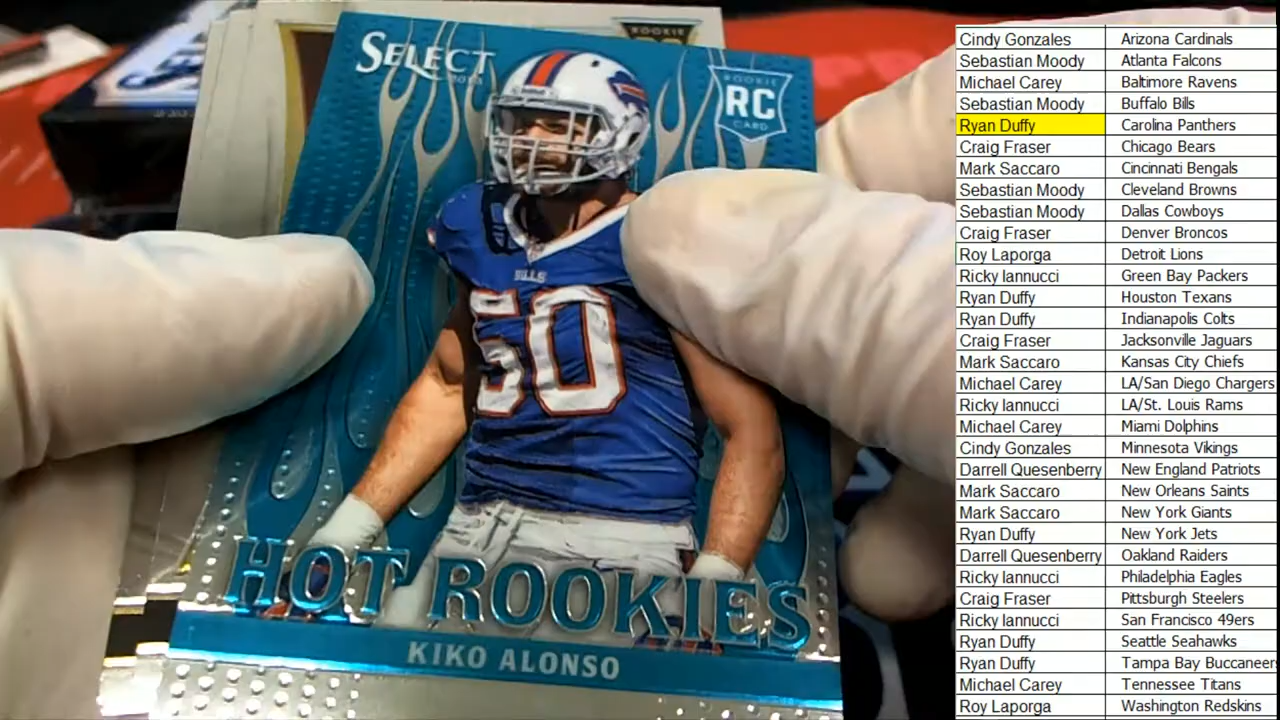 SELECT
2013
ROOKIE
RC
CARD
ROOKIE
BILLS
50
HOT ROOKIES
KIKO ALONSO
Cindy Gonzales Arizona Cardinals
Sebastian Moody Atlanta Falcons
Michael Carey Baltimore Ravens
Sebastian Moody Buffalo Bills
Ryan Duffy Carolina Panthers
Craig Fraser Chicago Bears
Mark Saccaro Cincinnati Bengals
Sebastian Moody Cleveland Browns
Sebastian Moody Dallas Cowboys
Craig Fraser Denver Broncos
Roy Laporga Detroit Lions
Ricky Iannucci Green Bay Packers
Ryan Duffy Houston Texans
Ryan Duffy Indianapolis Colts
Craig Fraser Jacksonville Jaguars
Mark Saccaro Kansas City Chiefs
Michael Carey LA/San Diego Chargers
Ricky Iannucci LA/St. Louis Rams
Michael Carey Miami Dolphins
Cindy Gonzales Minnesota Vikings
Darrell Quesenberry New England Patriots
Mark Saccaro New Orleans Saints
Mark Saccaro New York Giants
Ryan Duffy New York Jets
Darrell Quesenberry Oakland Raiders
Ricky Iannucci Philadelphia Eagles
Craig Fraser Pittsburgh Steelers
Ricky Iannucci San Francisco 49ers
Ryan Duffy Seattle Seahawks
Ryan Duffy Tampa Bay Buccaneer
Michael Carey Tennessee Titans
Roy Laporga Washington Redskins